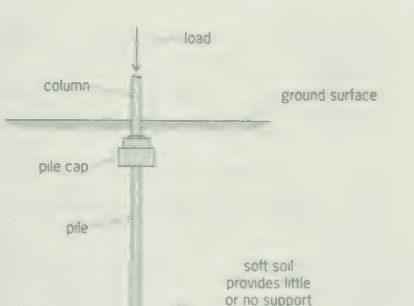 load
column
ground surface
pile cap
pile
soft soil
provides little
or no support